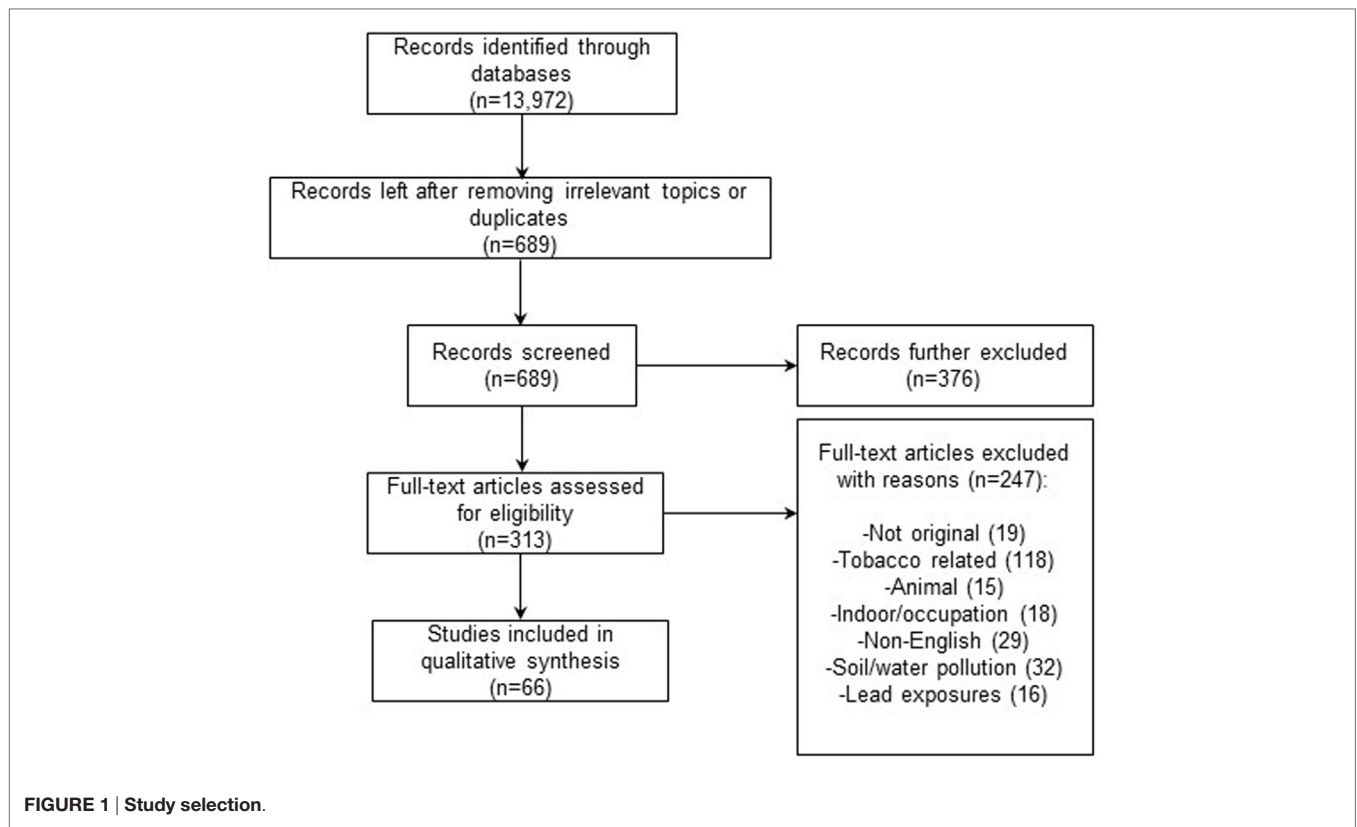 Records identified through
databases
(n=13,972)
Records left after removing irrelevant topics or
duplicates
(n=689)
Records screened
(n=689)
Records further excluded
(n=376)
Full-text articles assessed
for eligibility
(n=313)
Full-text articles excluded
with reasons (n=247):
-Not original (19)
-Tobacco related (118)
-Animal (15)
-Indoor/occupation (18)
-Non-English (29)
-Soil/water pollution (32)
-Lead exposures (16)
Studies included in
qualitative synthesis
(n=66)
FIGURE 1 | Study selection.